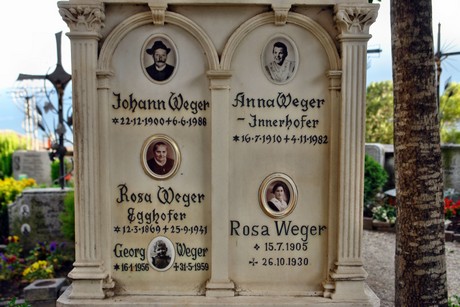 Johann Weger
* 22·12·1900 + 6·6·1986
Rosa Weger
Egghofer
* 12·3·1869 + 25·9·1941
Georg Weger
*16·1·1956 + 31·5·1959
Anna Weger
- Innerhofer
* 16·7·1910 + 4·11·1982
Rosa Weger
* 15.7.1905
+ 26.10.1930